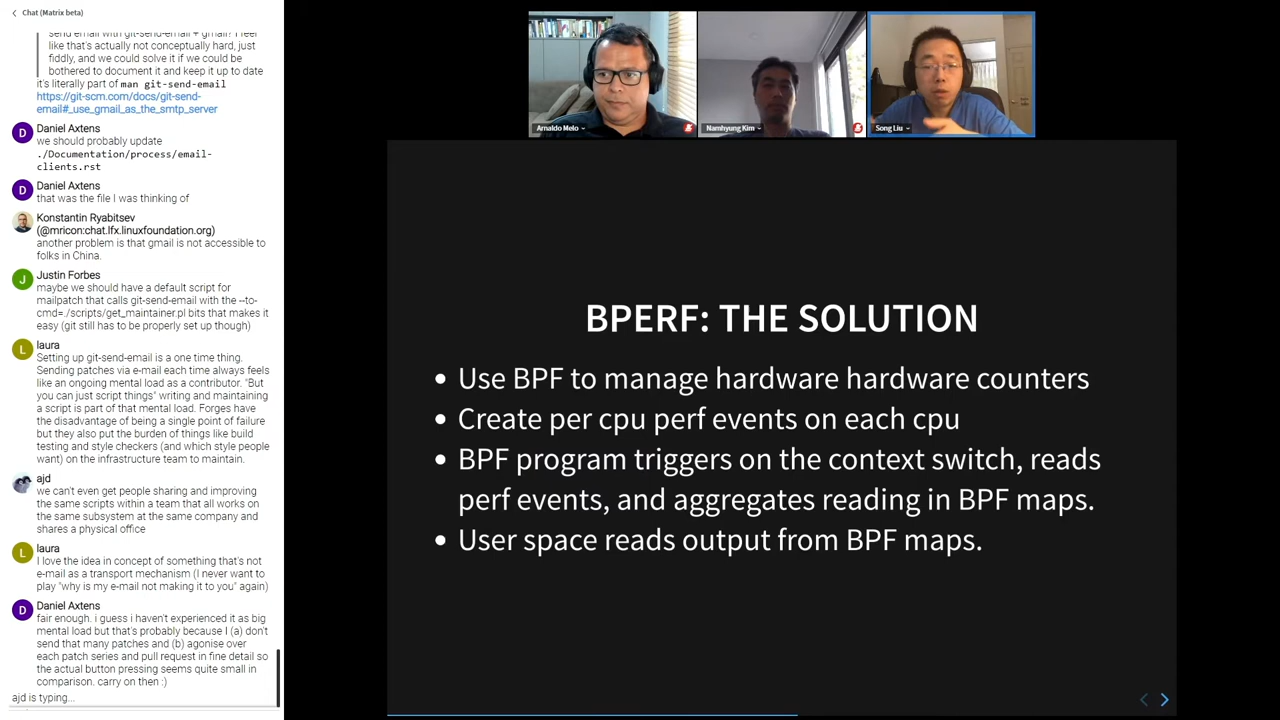 Chat (Matrix beta)
send email with git-send-email + gmail? I feel
like that's actually not conceptually hard, just
fiddly, and we could solve it if we could be
bothered to document it and keep it up to date
it's literally part of man git-send-email
https://git-scm.com/docs/git-send-
email#_use_gmail_as_the_smtp_server
Daniel Axtens
we should probably update
./Documentation/process/email-
clients.rst
Daniel Axtens
that was the file I was thinking of
Konstantin Ryabitsev
(@mricon:chat.lfx.linuxfoundation.org)
another problem is that gmail is not accessible to
folks in China.
Justin Forbes
maybe we should have a default script for
mailpatch that calls git-send-email with the --to-
cmd=./scripts/get_maintainer.pl bits that makes it
easy (git still has to be properly set up though)
laura
Setting up git-send-email is a one time thing.
Sending patches via e-mail each time always feels
like an ongoing mental load as a contributor. "But
you can just script things" writing and maintaining
a script is part of that mental load. Forges have
the disadvantage of being a single point of failure
but they also put the burden of things like build
testing and style checkers (and which style people
want) on the infrastructure team to maintain.
ajd
we can't even get people sharing and improving
the same scripts within a team that all works on
the same subsystem at the same company and
shares a physical office
laura
I love the idea in concept of something that's not
e-mail as a transport mechanism (I never want to
play "why is my e-mail not making it to you" again)
Daniel Axtens
fair enough. i guess i haven't experienced it as big
mental load but that's probably because I (a) don't
send that many patches and (b) agonise over
each patch series and pull request in fine detail so
the actual button pressing seems quite small in
comparison. carry on then :)
ajd is typing...
Arnaldo Melo
Namhyung Kim
Song Liu
BPERF: THE SOLUTION
• Use BPF to manage hardware hardware counters
• Create per cpu perf events on each cpu
• BPF program triggers on the context switch, reads
perf events, and aggregates reading in BPF maps.
• User space reads output from BPF maps.